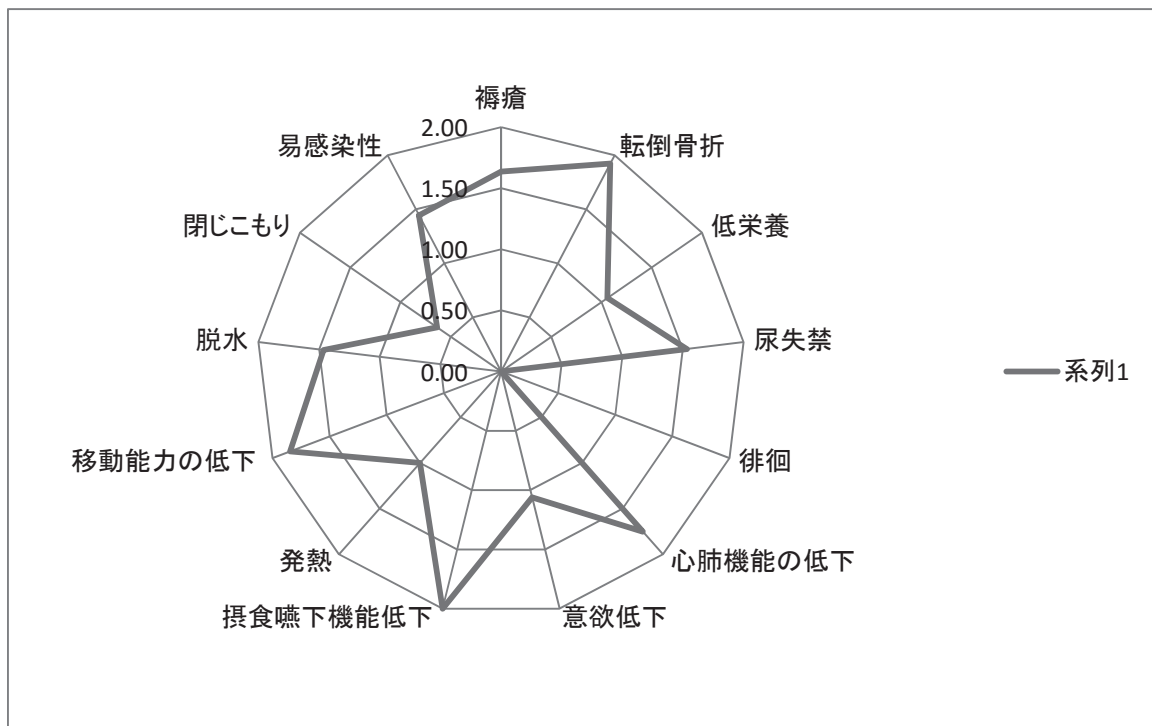 褥瘡
2.00
転倒骨折
易感染性
1.50
低栄養
閉じこもり
1.00
0.50
尿失禁
脱水
0.00
系列1
徘徊
移動能力の低下
心肺機能の低下
発熱
意欲低下
摂食嚥下機能低下